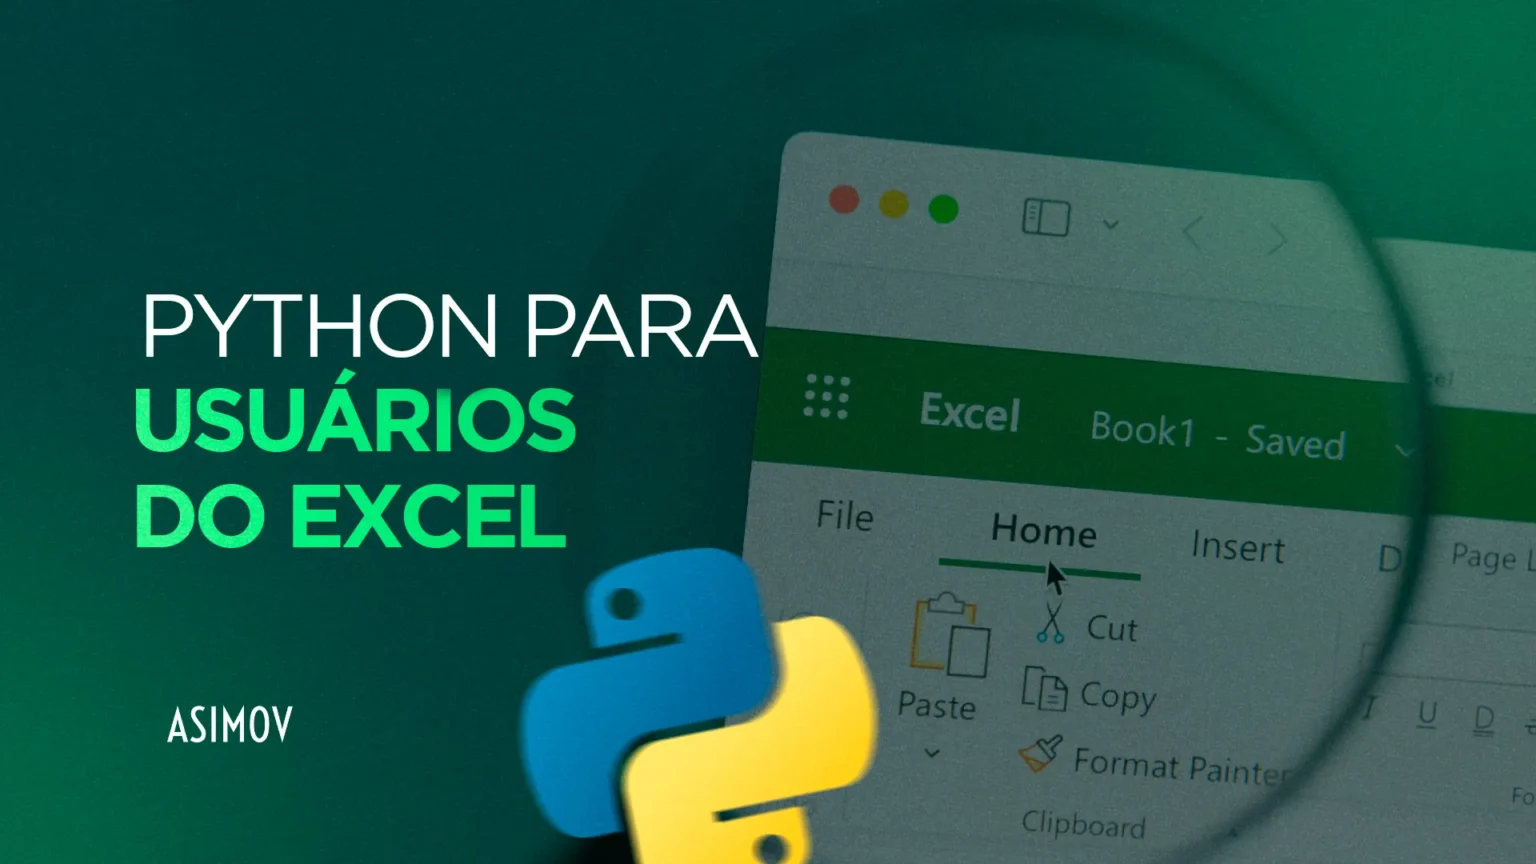 PYTHON PARA
USUÁRIOS
DO EXCEL
ASIMOV
Excel Book1 - Saved
File Home Insert Page
Cut
Copy
Paste
Format Painter
Clipboard